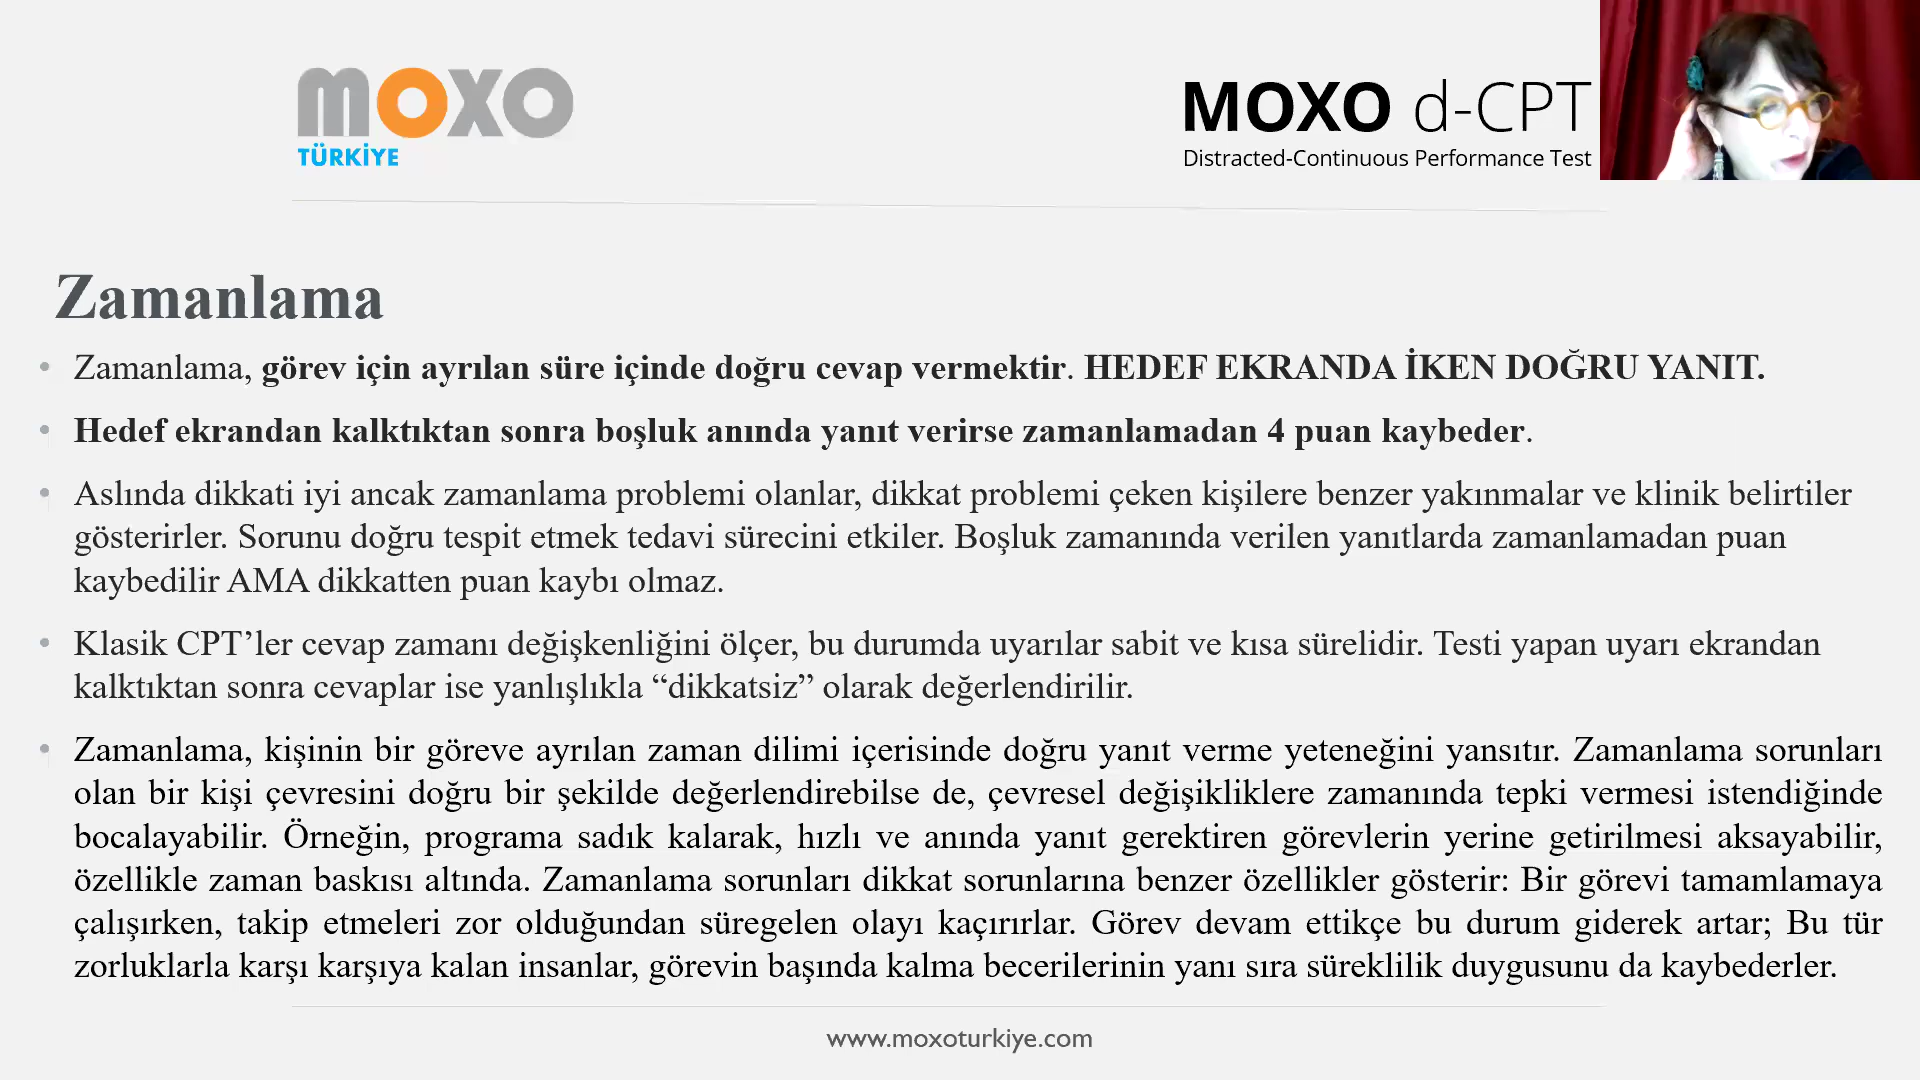 moxo
TÜRKİYE
MOXO d-CPT
Distracted-Continuous Performance Test
Zamanlama
• Zamanlama, görev için ayrılan süre içinde doğru cevap vermektir. HEDEF EKRANDA İKEN DOĞRU YANIT.
• Hedef ekrandan kalktıktan sonra boşluk anında yanıt verirse zamanlamadan 4 puan kaybeder.
• Aslında dikkati iyi ancak zamanlama problemi olanlar, dikkat problemi çeken kişilere benzer yakınmalar ve klinik belirtiler
gösterirler. Sorunu doğru tespit etmek tedavi sürecini etkiler. Boşluk zamanında verilen yanıtlarda zamanlamadan puan
kaybedilir AMA dikkatten puan kaybı olmaz.
• Klasik CPT’ler cevap zamanı değişkenliğini ölçer, bu durumda uyarılar sabit ve kısa sürelidir. Testi yapan uyarı ekrandan
kalktıktan sonra cevaplar ise yanlışlıkla “dikkatsiz” olarak değerlendirilir.
• Zamanlama, kişinin bir göreve ayrılan zaman dilimi içerisinde doğru yanıt verme yeteneğini yansıtır. Zamanlama sorunları
olan bir kişi çevresini doğru bir şekilde değerlendirebilse de, çevresel değişikliklere zamanında tepki vermesi istendiğinde
bocalayabilir. Örneğin, programa sadık kalarak, hızlı ve anında yanıt gerektiren görevlerin yerine getirilmesi aksayabilir,
özellikle zaman baskısı altında. Zamanlama sorunları dikkat sorunlarına benzer özellikler gösterir: Bir görevi tamamlamaya
çalışırken, takip etmeleri zor olduğundan süregelen olayı kaçırırlar. Görev devam ettikçe bu durum giderek artar; Bu tür
zorluklarla karşı karşıya kalan insanlar, görevin başında kalma becerilerinin yanı sıra süreklilik duygusunu da kaybederler.
www.moxoturkiye.com